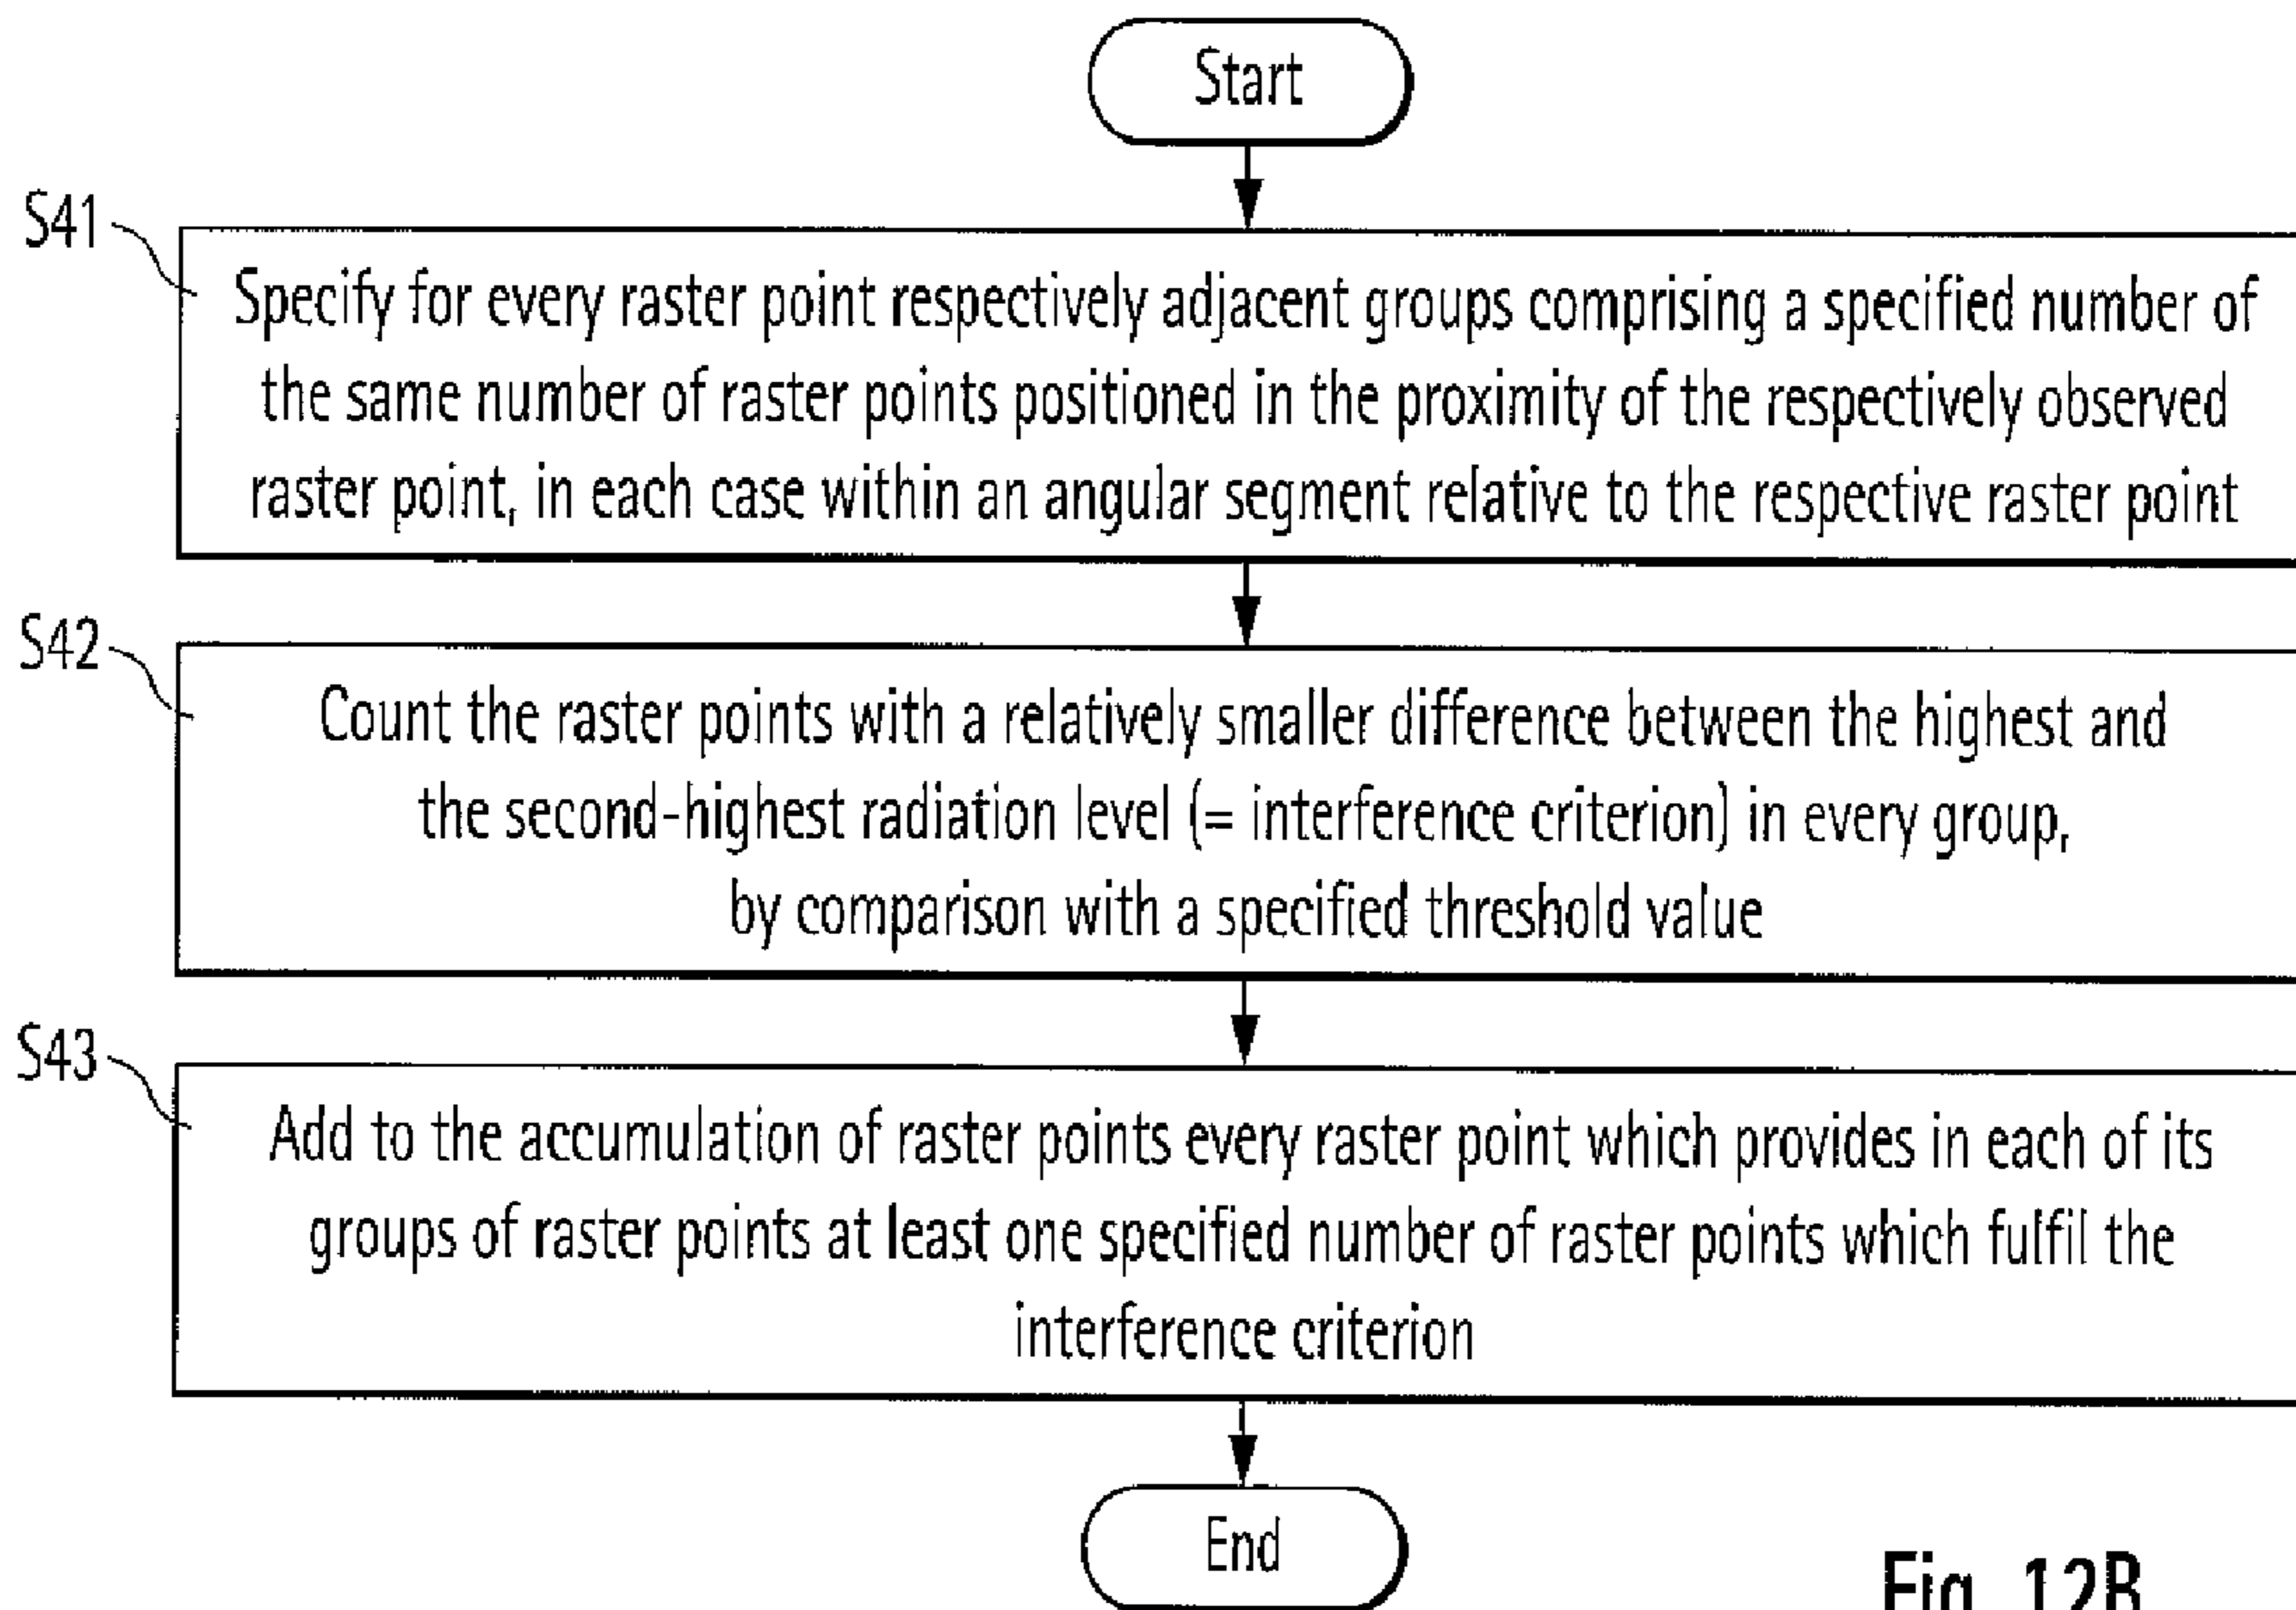 Start
S41
Specify for every raster point respectively adjacent groups comprising a specified number of
the same number of raster points positioned in the proximity of the respectively observed
raster point, in each case within an angular segment relative to the respective raster point
S42
Count the raster points with a relatively smaller difference between the highest and
the second-highest radiation level (= interference criterion) in every group,
by comparison with a specified threshold value
S43
Add to the accumulation of raster points every raster point which provides in each of its
groups of raster points at least one specified number of raster points which fulfil the
interference criterion
End
Fig. 12B